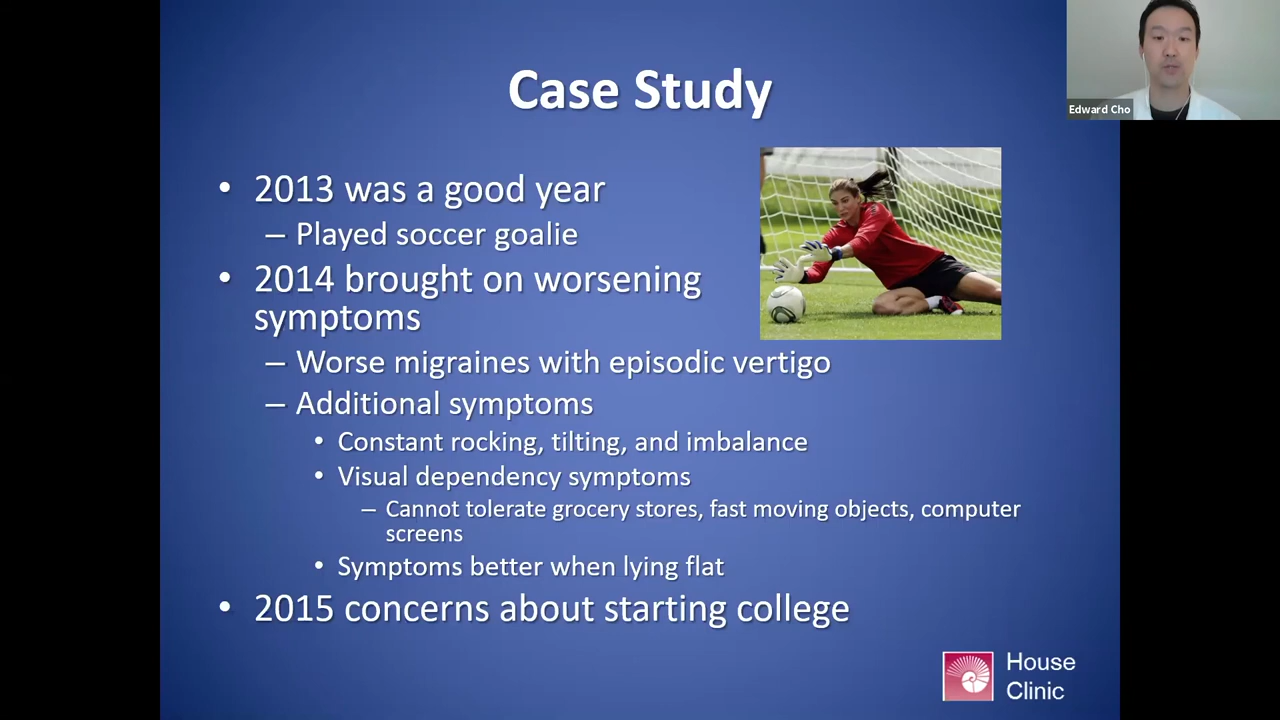 Case Study
Edward Cho
• 2013 was a good year
– Played soccer goalie
• 2014 brought on worsening
symptoms
– Worse migraines with episodic vertigo
– Additional symptoms
• Constant rocking, tilting, and imbalance
• Visual dependency symptoms
– Cannot tolerate grocery stores, fast moving objects, computer
screens
• Symptoms better when lying flat
• 2015 concerns about starting college
House
Clinic